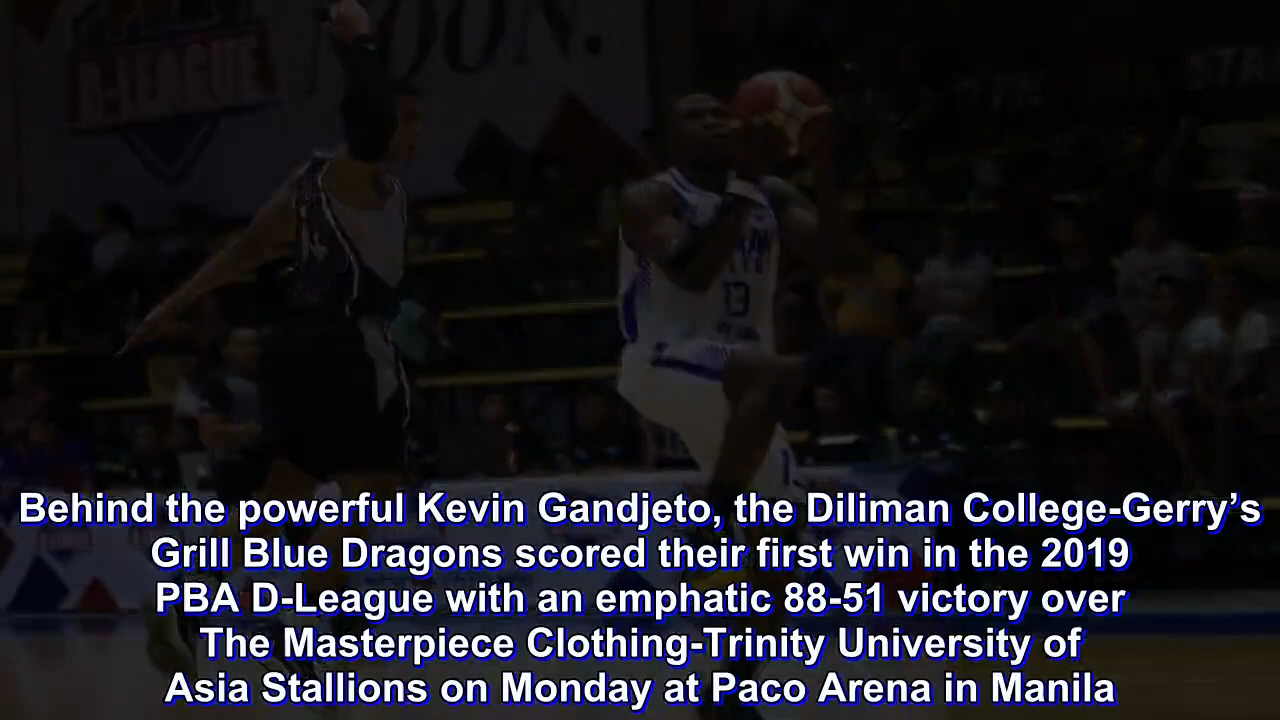 D-LEAGUE
Behind the powerful Kevin Gandjeto, the Diliman College-Gerry’s
Grill Blue Dragons scored their first win in the 2019
PBA D-League with an emphatic 88-51 victory over
The Masterpiece Clothing-Trinity University of
Asia Stallions on Monday at Paco Arena in Manila
13